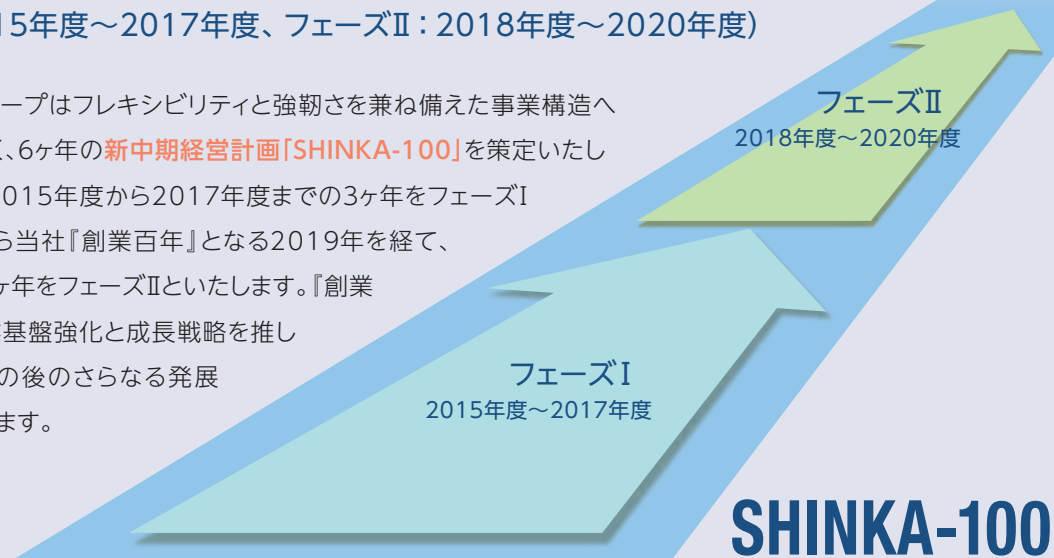 15年度～2017年度、フェーズⅡ：2018年度～2020年度）
ープはフレキシビリティと強靭さを兼ね備えた事業構造へ
、6ヶ年の新中期経営計画「SHINKA-100」を策定いたし
2015年度から2017年度までの3ヶ年をフェーズⅠ
ら当社『創業百年』となる2019年を経て、
ヶ年をフェーズⅡといたします。『創業
基盤強化と成長戦略を推し
の後のさらなる発展
ます。
フェーズⅡ
2018年度～2020年度
フェーズⅠ
2015年度～2017年度
SHINKA-100